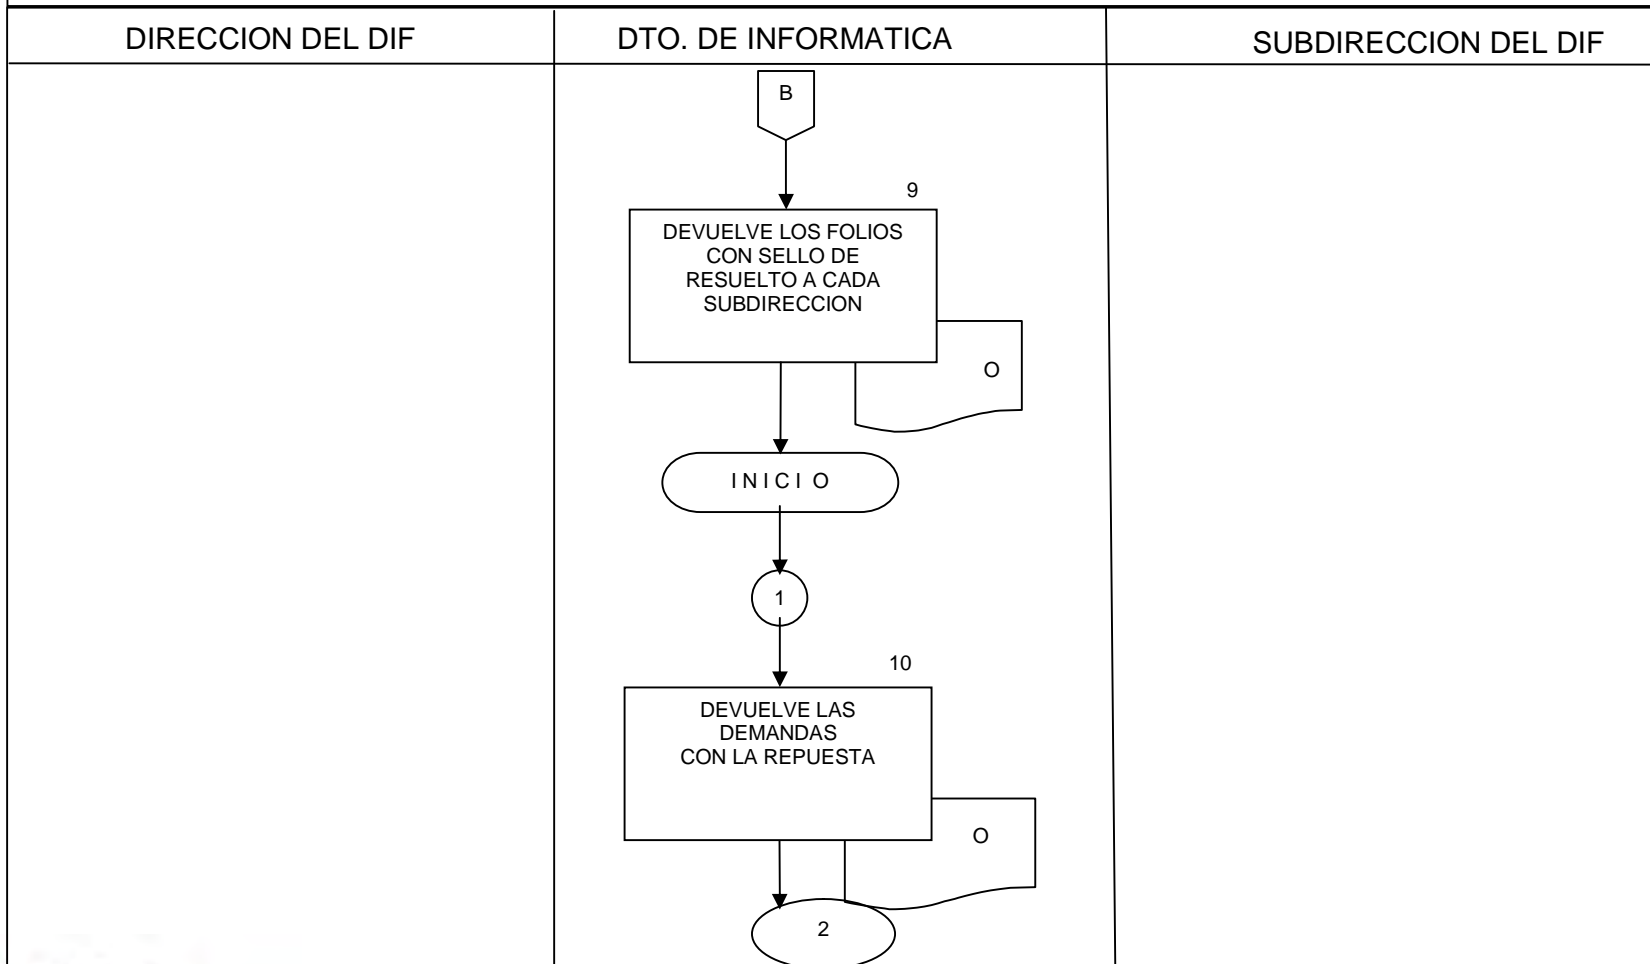 DIRECCION DEL DIF
DTO. DE INFORMATICA
SUBDIRECCION DEL DIF
B
9
DEVUELVE LOS FOLIOS
CON SELLO DE
RESUELTO A CADA
SUBDIRECCION
O
I N I C I O
1
10
DEVUELVE LAS
DEMANDAS
CON LA REPUESTA
O
2